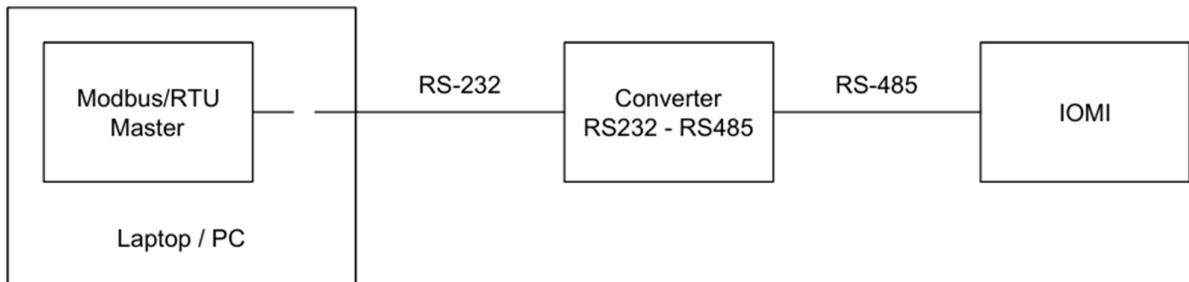 Modbus/RTU
Master
Laptop / PC
RS-232
Converter
RS232 - RS485
RS-485
IOMI